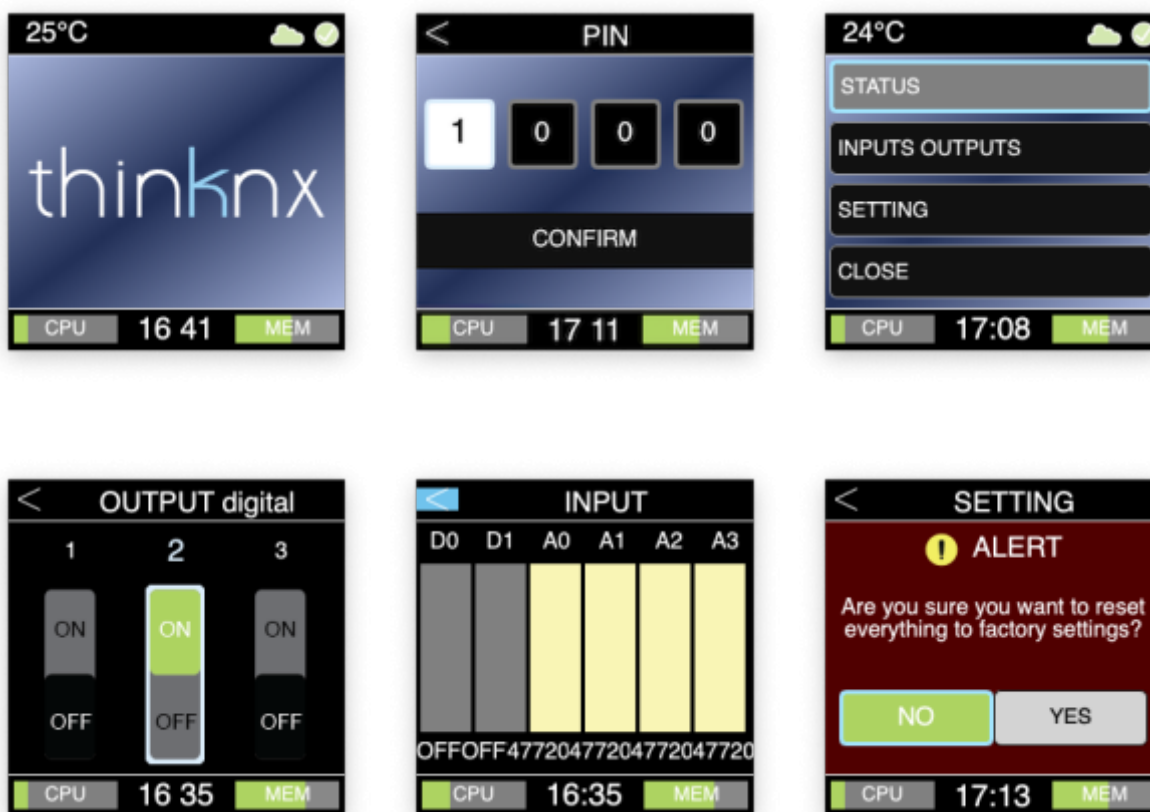 25°C
thinknx
CPU 16 41 MEM
< PIN
1 0 0 0
CONFIRM
CPU 17 11 MEM
24°C
STATUS
INPUTS OUTPUTS
SETTING
CLOSE
CPU 17:08 MEM
< OUTPUT digital
1 2 3
ON ON ON
OFF OFF OFF
CPU 16 35 MEM
< INPUT
D0 D1 A0 A1 A2 A3
OFFOFF47720477204772047720
CPU 16:35 MEM
< SETTING
! ALERT
Are you sure you want to reset
everything to factory settings?
NO YES
CPU 17:13 MEM